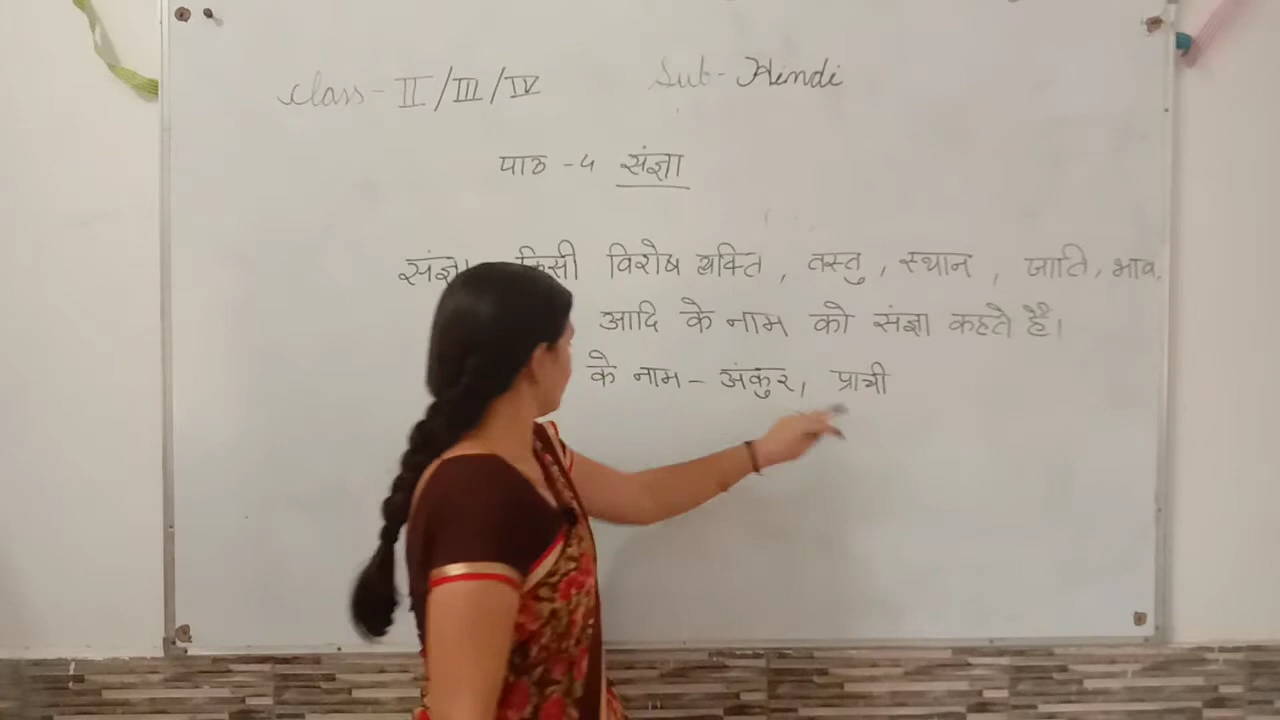 Class - II / III / IV Sub - Hindi
पाठ - 5 संज्ञा
संज्ञा किसी विशेष व्यक्ति , वस्तु , स्थान , जाति , भाव ,
आदि के नाम को संज्ञा कहते हैं।
के नाम - अंकुर, प्राची